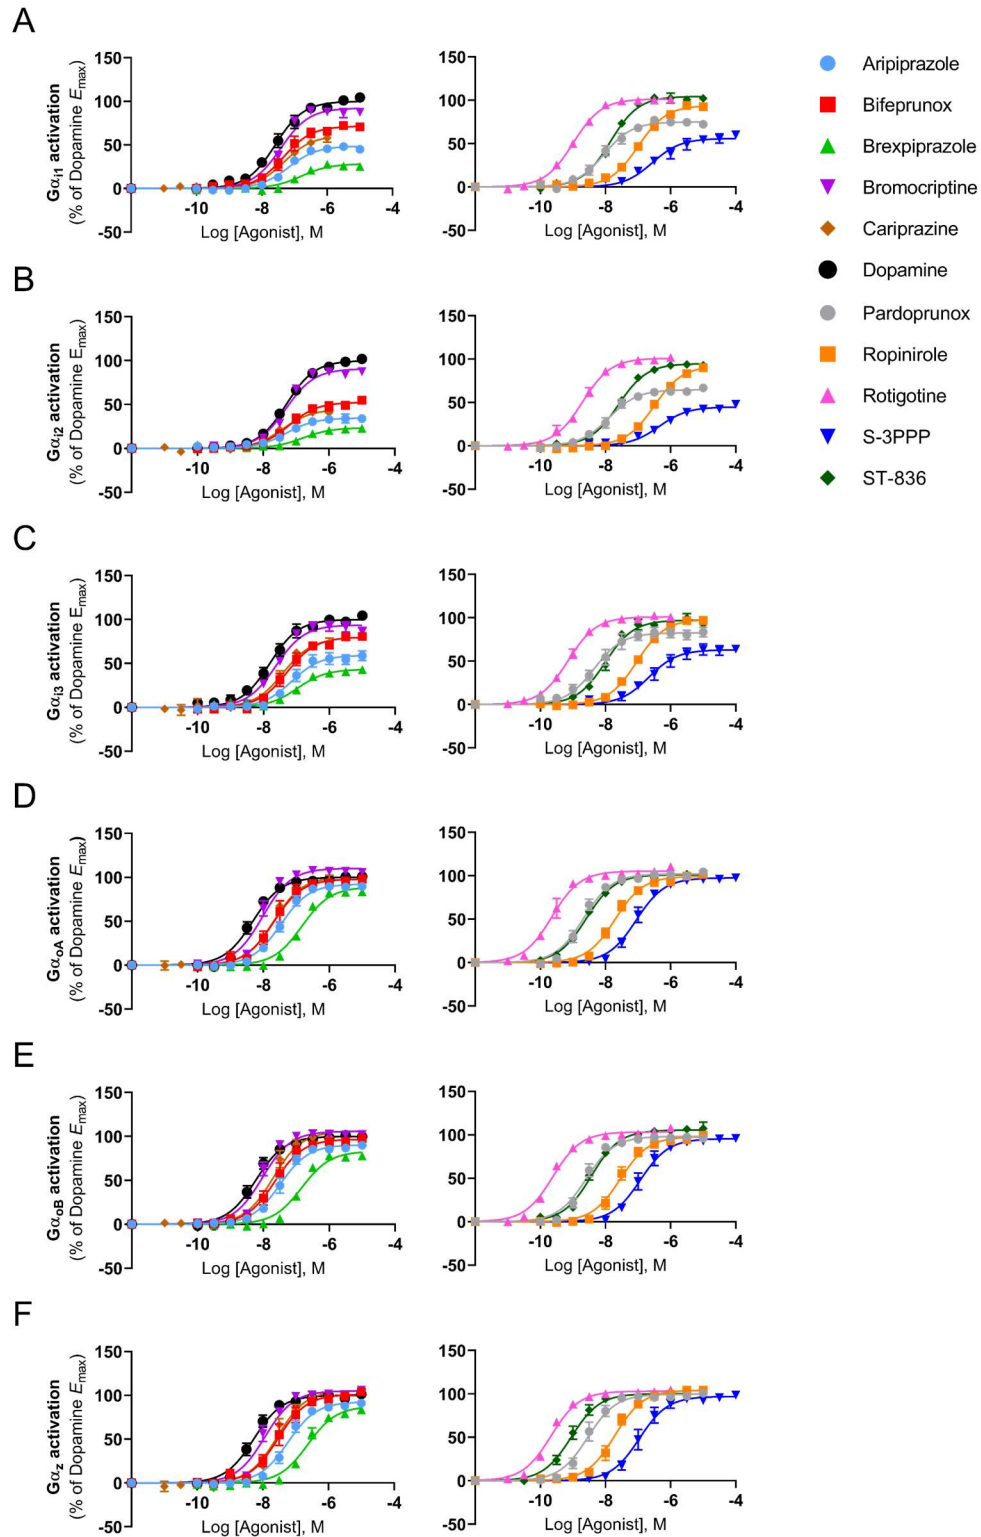 A
150
100
50
0
-50
-10
-8
-6
-4
Gαi1 activation
(% of Dopamine Emax)
Log [Agonist], M
150
100
50
0
-50
-10
-8
-6
-4
Log [Agonist], M
Aripiprazole
Bifeprunox
Brexpiprazole
Bromocriptine
Cariprazine
Dopamine
Pardoprunox
Ropinirole
Rotigotine
S-3PPP
ST-836
B
150
100
50
0
-50
-10
-8
-6
-4
Gαi2 activation
(% of Dopamine Emax)
Log [Agonist], M
150
100
50
0
-50
-10
-8
-6
-4
Log [Agonist], M
C
150
100
50
0
-50
-10
-8
-6
-4
Gαi3 activation
(% of Dopamine Emax)
Log [Agonist], M
150
100
50
0
-50
-10
-8
-6
-4
Log [Agonist], M
D
150
100
50
0
-50
-10
-8
-6
-4
GαoA activation
(% of Dopamine Emax)
Log [Agonist], M
150
100
50
0
-50
-10
-8
-6
-4
Log [Agonist], M
E
150
100
50
0
-50
-10
-8
-6
-4
GαoB activation
(% of Dopamine Emax)
Log [Agonist], M
150
100
50
0
-50
-10
-8
-6
-4
Log [Agonist], M
F
150
100
50
0
-50
-10
-8
-6
-4
Gαz activation
(% of Dopamine Emax)
Log [Agonist], M
150
100
50
0
-50
-10
-8
-6
-4
Log [Agonist], M